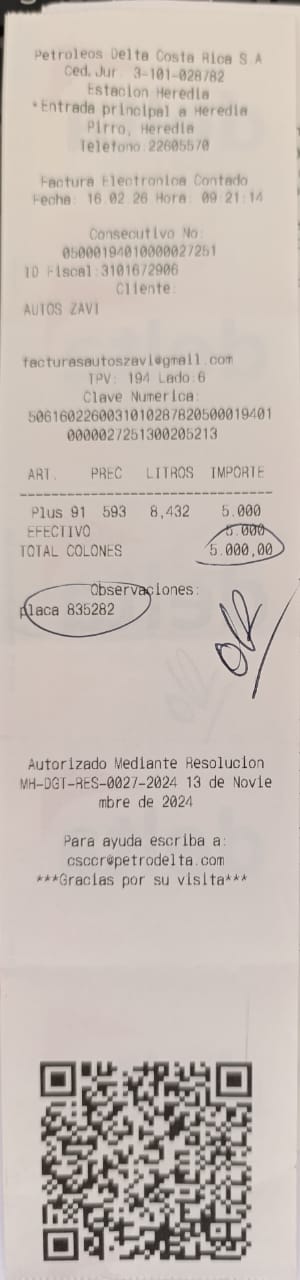 Petroleos Delta Costa Rica S.A
Ced.Jur. 3-101-028782
Estacion Heredia
*Entrada principal a Heredia
Pirro, Heredia
Telefono 22605570
Factura Electronica Contado
Fecha: 16.02.26 Hora: 09:21:14
Consecutivo No:
05000194010000027251
ID Fiscal:3101672906
Cliente:
AUTOS ZAVI
facturasautoszavi@gmail.com
TPV: 194 Lado:6
Clave Numerica:
5061602260031010287820500019401
0000027251300205213
ART. PREC LITROS IMPORTE
Plus 91 593 8,432 5.000
EFECTIVO 5.000
TOTAL COLONES 5.000,00
Observaciones:
placa 835282
Autorizado Mediante Resolucion
MH-DGT-RES-0027-2024 13 de Novie
mbre de 2024
Para ayuda escriba a:
csccr@petrodelta.com
***Gracias por su visita***